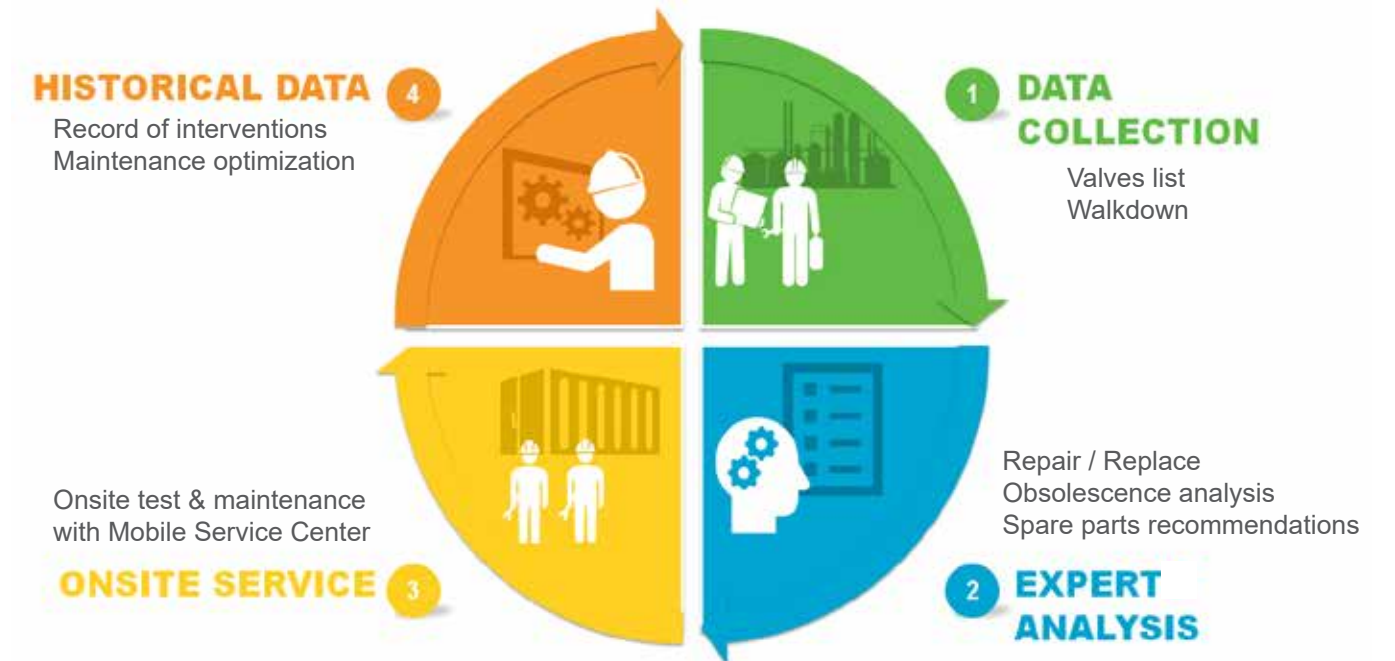 HISTORICAL DATA
4
Record of interventions
Maintenance optimization
1
DATA
COLLECTION
Valves list
Walkdown
Repair / Replace
Obsolescence analysis
Spare parts recommendations
2
EXPERT
ANALYSIS
Onsite test & maintenance
with Mobile Service Center
ONSITE SERVICE
3